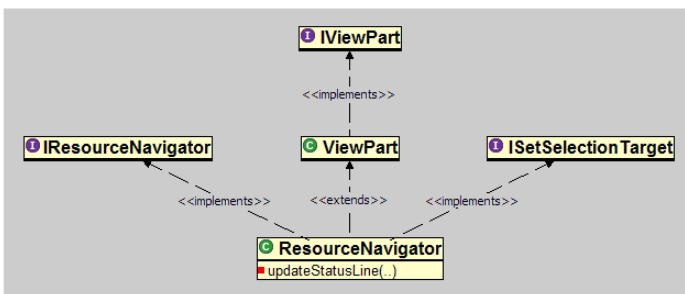 I IViewPart
<<implements>>
I IResourceNavigator
C ViewPart
I ISetSelectionTarget
<<implements>>
<<extends>>
<<implements>>
C ResourceNavigator
updateStatusLine(..)